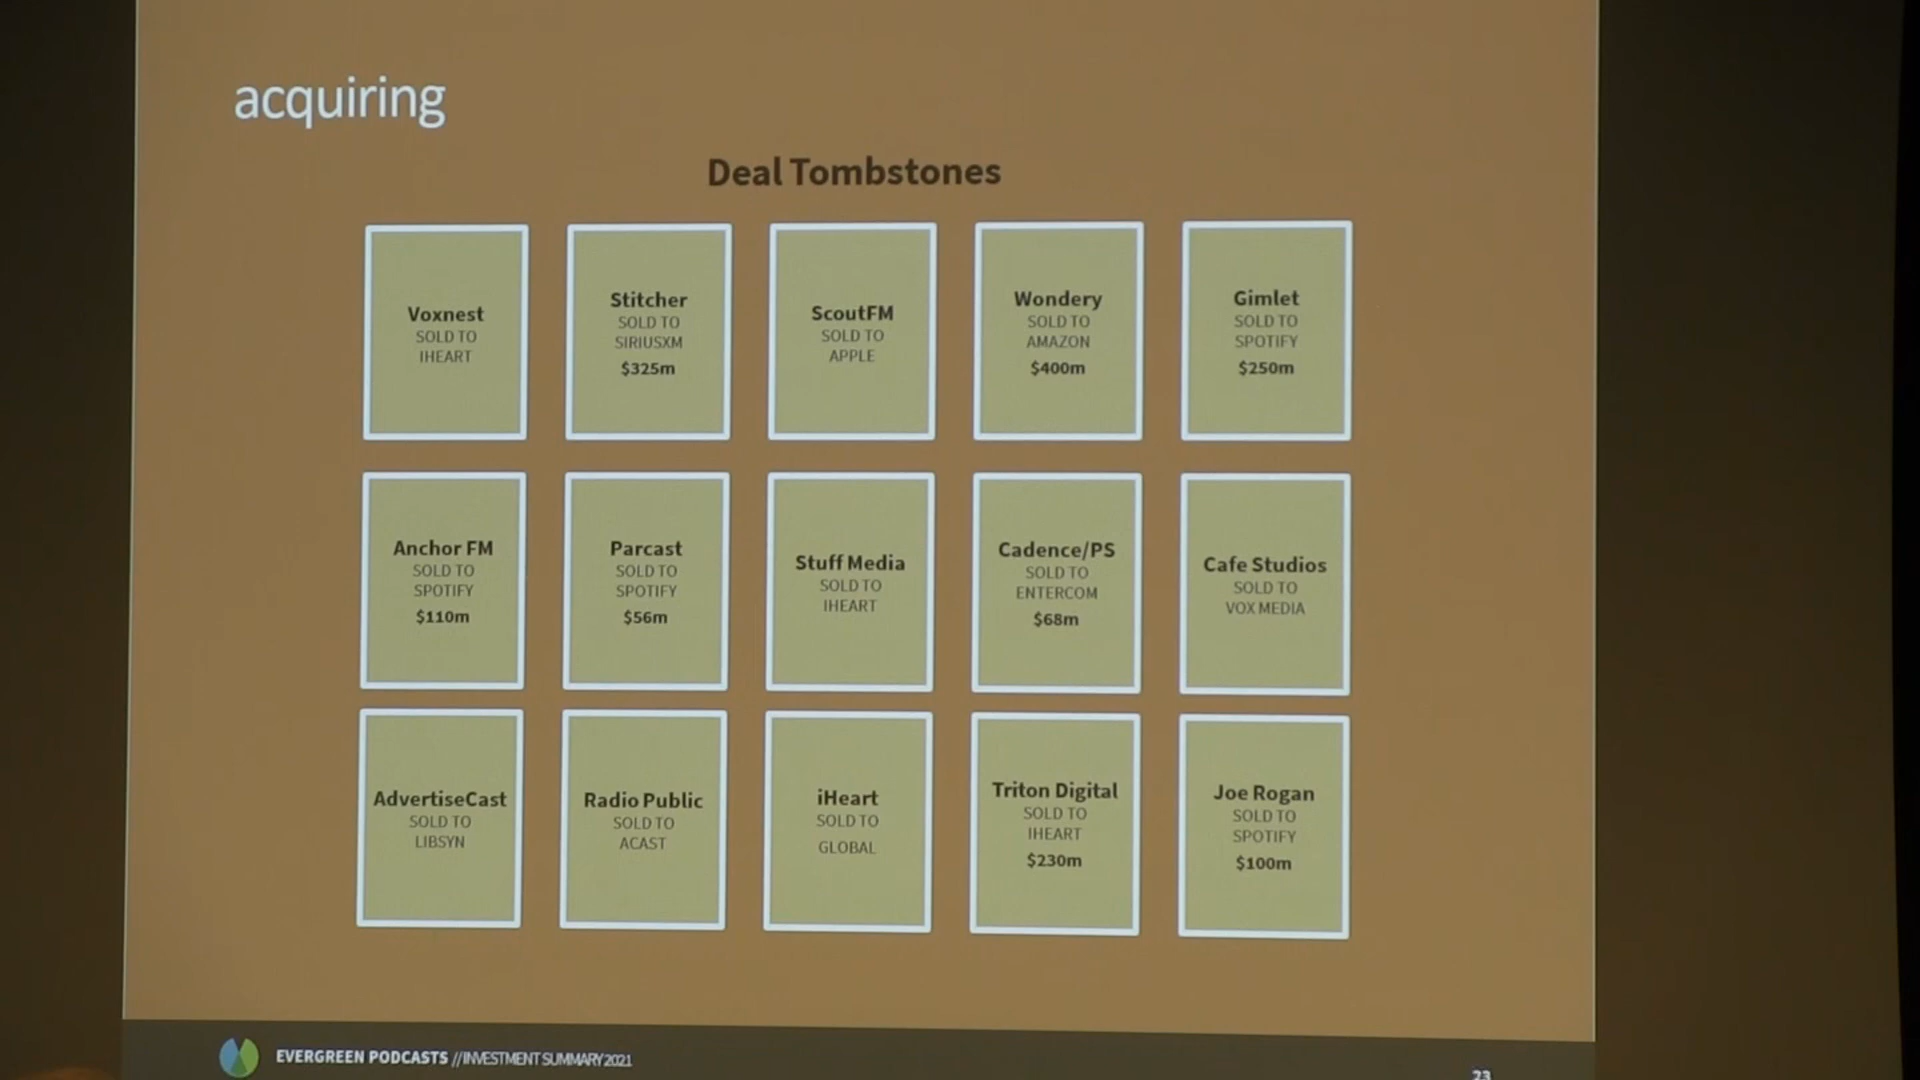 acquiring
Deal Tombstones
Voxnest
SOLD TO
IHEART
Stitcher
SOLD TO
SIRIUSXM
$325m
ScoutFM
SOLD TO
APPLE
Wondery
SOLD TO
AMAZON
$400m
Gimlet
SOLD TO
SPOTIFY
$250m
Anchor FM
SOLD TO
SPOTIFY
$110m
Parcast
SOLD TO
SPOTIFY
$56m
Stuff Media
SOLD TO
IHEART
Cadence/PS
SOLD TO
ENTERCOM
$68m
Cafe Studios
SOLD TO
VOX MEDIA
AdvertiseCast
SOLD TO
LIBSYN
Radio Public
SOLD TO
ACAST
iHeart
SOLD TO
GLOBAL
Triton Digital
SOLD TO
IHEART
$230m
Joe Rogan
SOLD TO
SPOTIFY
$100m
EVERGREEN PODCASTS // INVESTMENT SUMMARY 2021
23